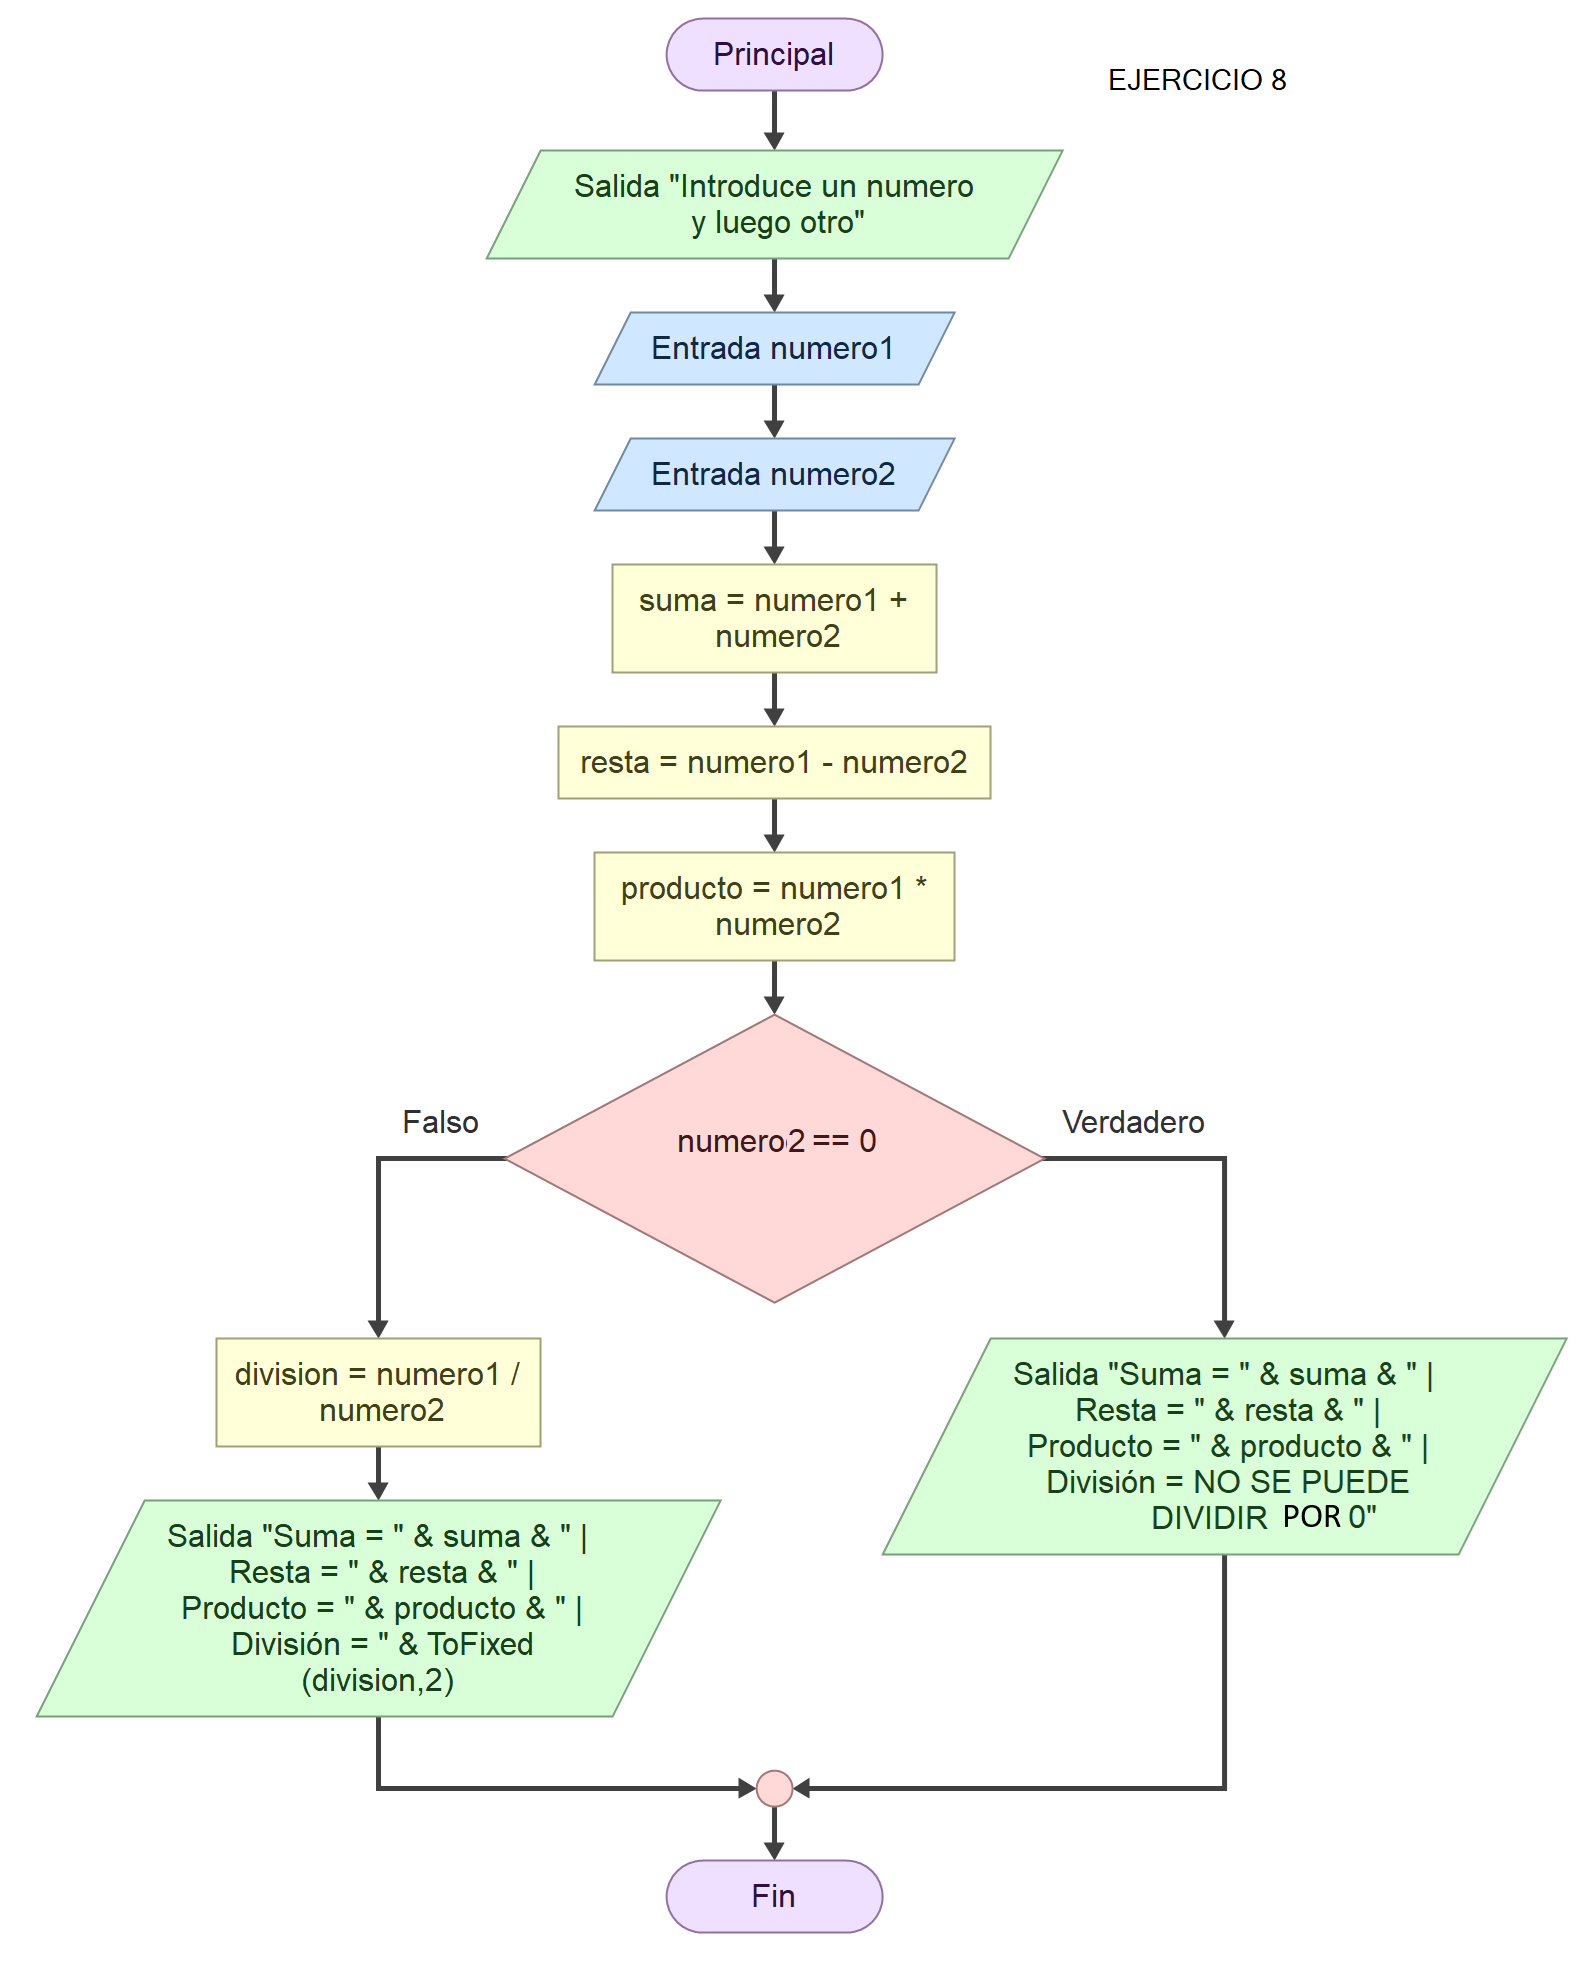 Principal
EJERCICIO 8
Salida "Introduce un numero
y luego otro"
Entrada numero1
Entrada numero2
suma = numero1 +
numero2
resta = numero1 - numero2
producto = numero1 *
numero2
Falso
numero2 == 0
Verdadero
division = numero1 /
numero2
Salida "Suma = " & suma & " |
Resta = " & resta & " |
Producto = " & producto & " |
División = " & ToFixed
(division,2)
Salida "Suma = " & suma & " |
Resta = " & resta & " |
Producto = " & producto & " |
División = NO SE PUEDE
DIVIDIR POR 0"
Fin